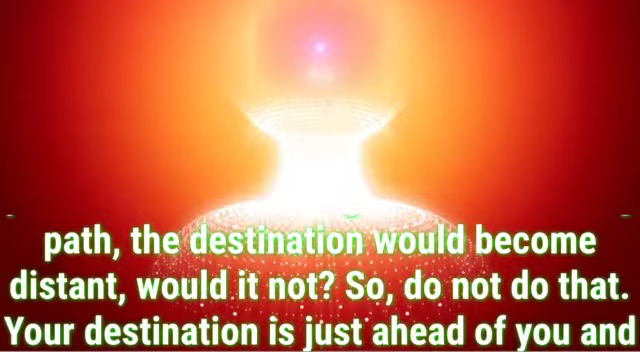 path, the destination would become
distant, would it not? So, do not do that.
Your destination is just ahead of you and